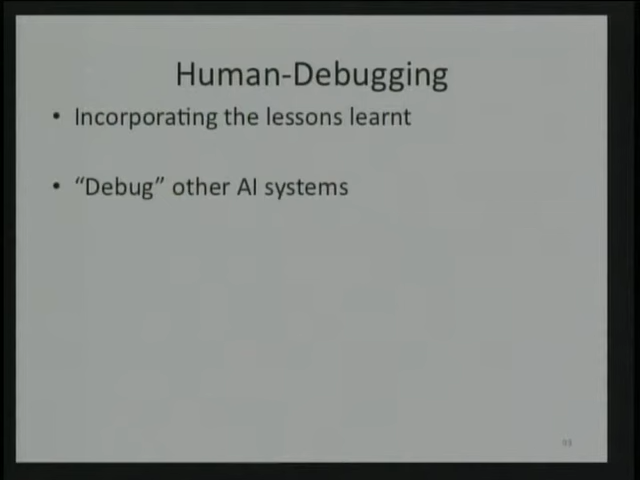 Human-Debugging
• Incorporating the lessons learnt
• “Debug” other AI systems